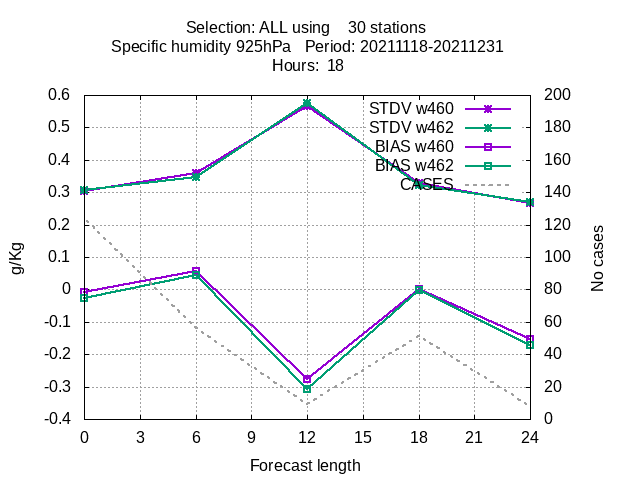 Selection: ALL using    30 stations
Specific humidity 925hPa   Period: 20211118-20211231
Hours:  18
0.6
0.5
0.4
0.3
0.2
0.1
0
-0.1
-0.2
-0.3
-0.4
200
180
160
140
120
100
80
60
40
20
0
STDV w460
STDV w462
BIAS w460
BIAS w462
CASES
g/Kg
No cases
0 3 6 9 12 15 18 21 24
Forecast length